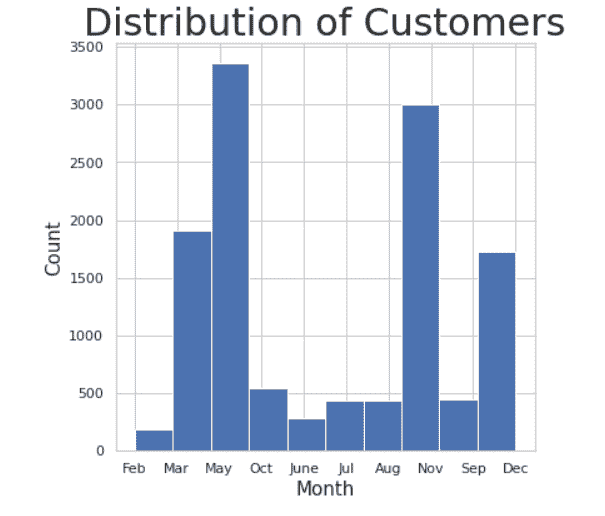 Distribution of Customers
3500
3000
2500
2000
1500
1000
500
0
Count
Feb Mar May Oct June Jul Aug Nov Sep Dec
Month